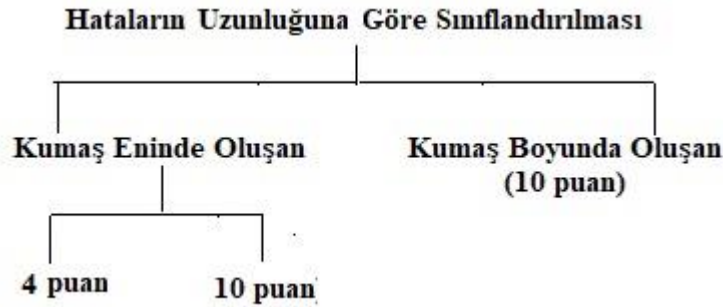 Hataların Uzunluğuna Göre Sınıflandırılması
Kumaş Eninde Oluşan
Kumaş Boyunda Oluşan
(10 puan)
4 puan
10 puan